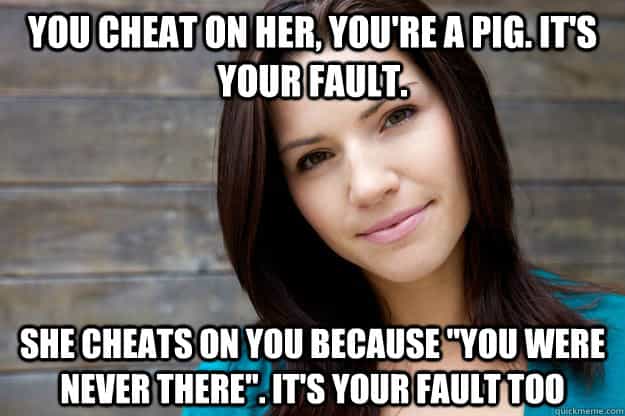 YOU CHEAT ON HER, YOU'RE A PIG. IT'S
YOUR FAULT.
SHE CHEATS ON YOU BECAUSE "YOU WERE
NEVER THERE". IT'S YOUR FAULT TOO
quickmeme.com